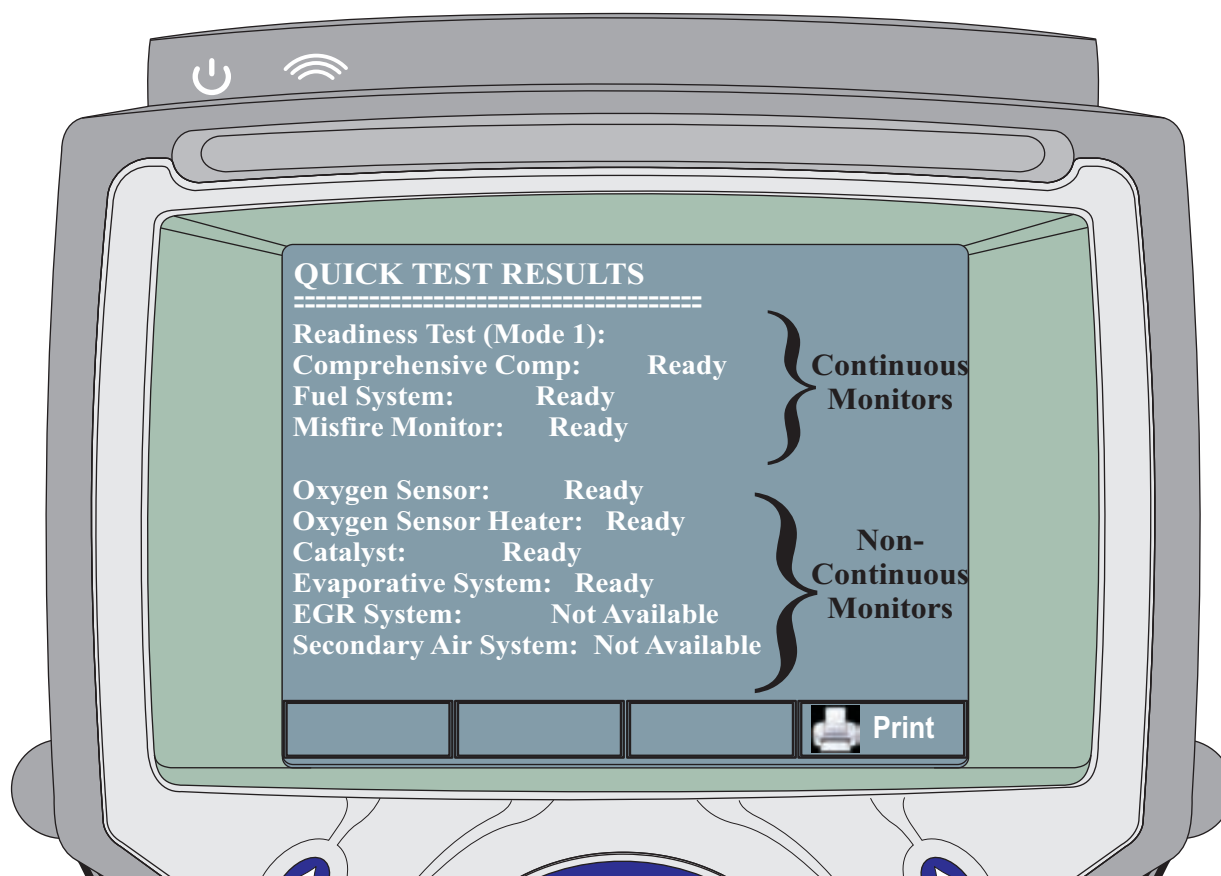 QUICK TEST RESULTS
======================================
Readiness Test (Mode 1):
Comprehensive Comp: Ready
Fuel System: Ready
Misfire Monitor: Ready
Continuous
Monitors
Oxygen Sensor: Ready
Oxygen Sensor Heater: Ready
Catalyst: Ready
Evaporative System: Ready
EGR System: Not Available
Secondary Air System: Not Available
Non-
Continuous
Monitors
Print